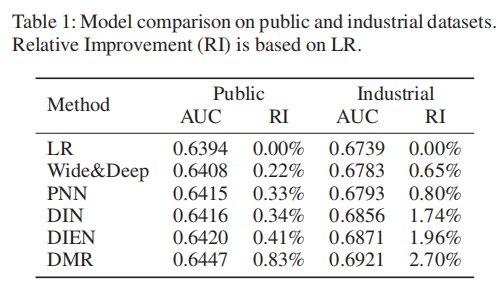 Table 1: Model comparison on public and industrial datasets.
Relative Improvement (RI) is based on LR.
Method Public Industrial
AUC RI AUC RI
LR 0.6394 0.00% 0.6739 0.00%
Wide&Deep 0.6408 0.22% 0.6783 0.65%
PNN 0.6415 0.33% 0.6793 0.80%
DIN 0.6416 0.34% 0.6856 1.74%
DIEN 0.6420 0.41% 0.6871 1.96%
DMR 0.6447 0.83% 0.6921 2.70%